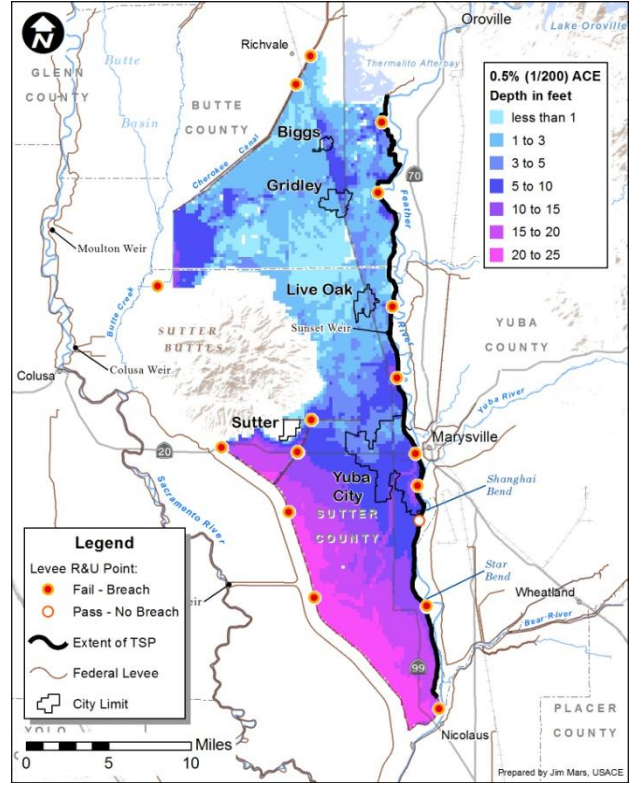 N
Oroville
Lake Oroville
Richvale
Thermalito Afterbay
GLENN
COUNTY
Butte
Basin
BUTTE
COUNTY
Cherokee Canal
Biggs
Gridley
70
Feather
River
0.5% (1/200) ACE
Depth in feet
less than 1
1 to 3
3 to 5
5 to 10
10 to 15
15 to 20
20 to 25
Moulton Weir
Butte Creek
Live Oak
Sunset Weir
SUTTER
BUTTES
YUBA
COUNTY
Colusa Weir
Colusa
Yuba River
Sutter
Marysville
20
Yuba
City
Shanghai
Bend
SUTTER
COUNTY
Sacramento
River
Star
Bend
Wheatland
Bear River
99
PLACER
COUNTY
Nicolaus
Legend
Levee R&U Point:
Fail - Breach
Pass - No Breach
Extent of TSP
Federal Levee
City Limit
eir
YOLO
0 5 10 Miles
Prepared by Jim Mars, USACE